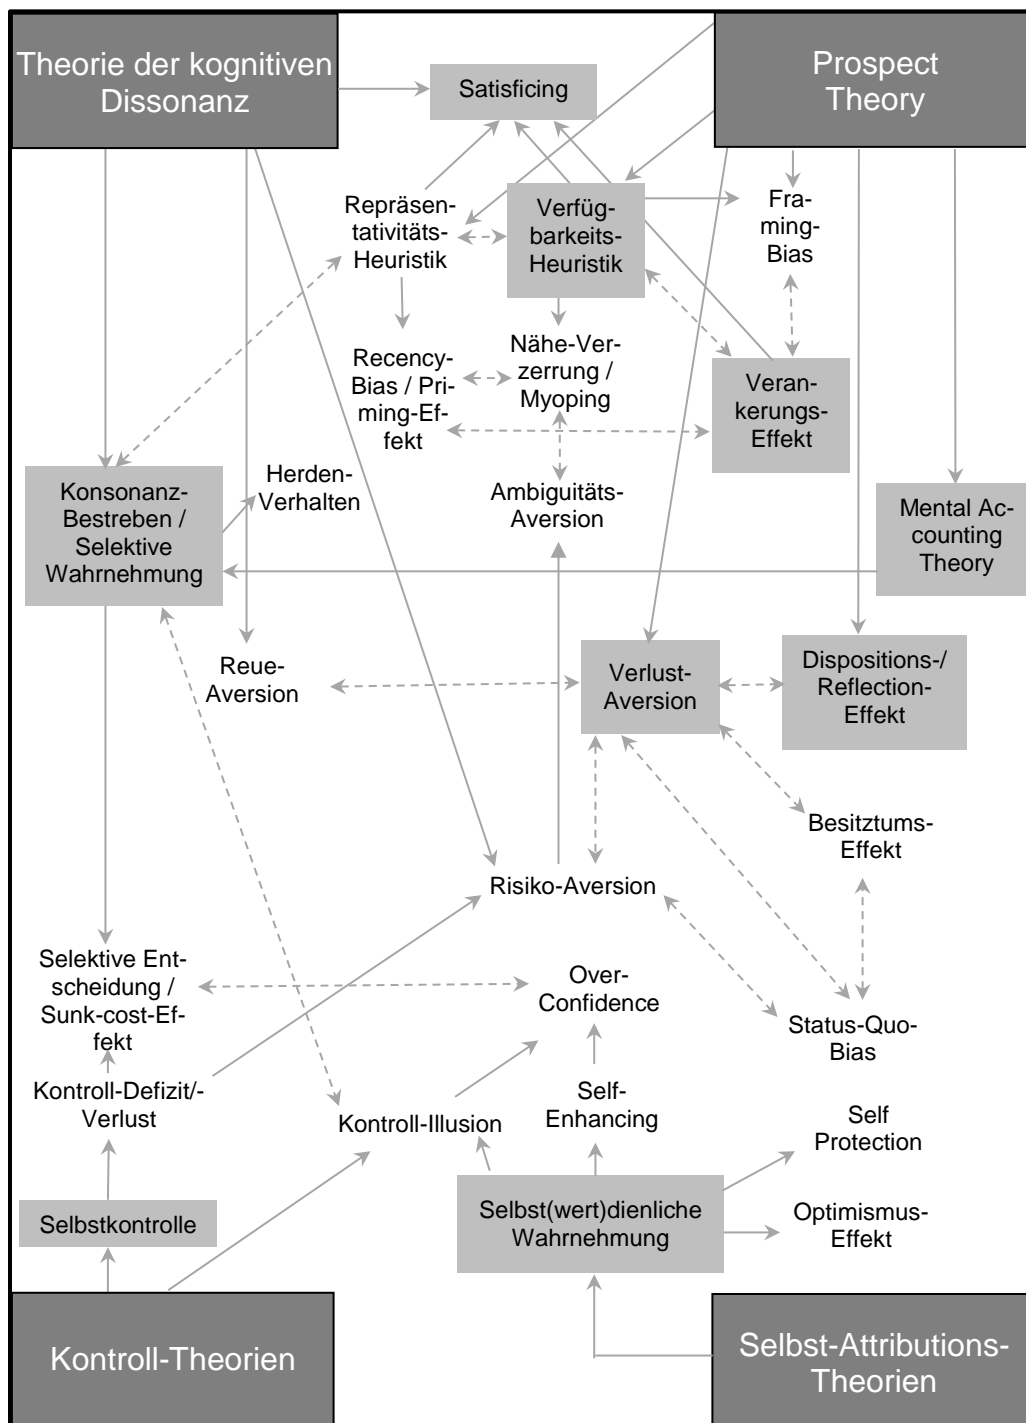 Theorie der kognitiven
Dissonanz
Prospect
Theory
Satisficing
Repräsen-
tativitäts-
Heuristik
Verfüg-
barkeits-
Heuristik
Fra-
ming-
Bias
Recency-
Bias / Pri-
ming-Ef-
fekt
Nähe-Ver-
zerrung /
Myoping
Veran-
kerungs-
Effekt
Konsonanz-
Bestreben /
Selektive
Wahrnehmung
Herden-
Verhalten
Ambiguitäts-
Aversion
Mental Ac-
counting
Theory
Reue-
Aversion
Verlust-
Aversion
Dispositions-/
Reflection-
Effekt
Besitztums-
Effekt
Risiko-Aversion
Selektive Ent-
scheidung /
Sunk-cost-Ef-
fekt
Over-
Confidence
Status-Quo-
Bias
Kontroll-Defizit/-
Verlust
Kontroll-Illusion
Self-
Enhancing
Self
Protection
Selbstkontrolle
Selbst(wert)dienliche
Wahrnehmung
Optimismus-
Effekt
Kontroll-Theorien
Selbst-Attributions-
Theorien